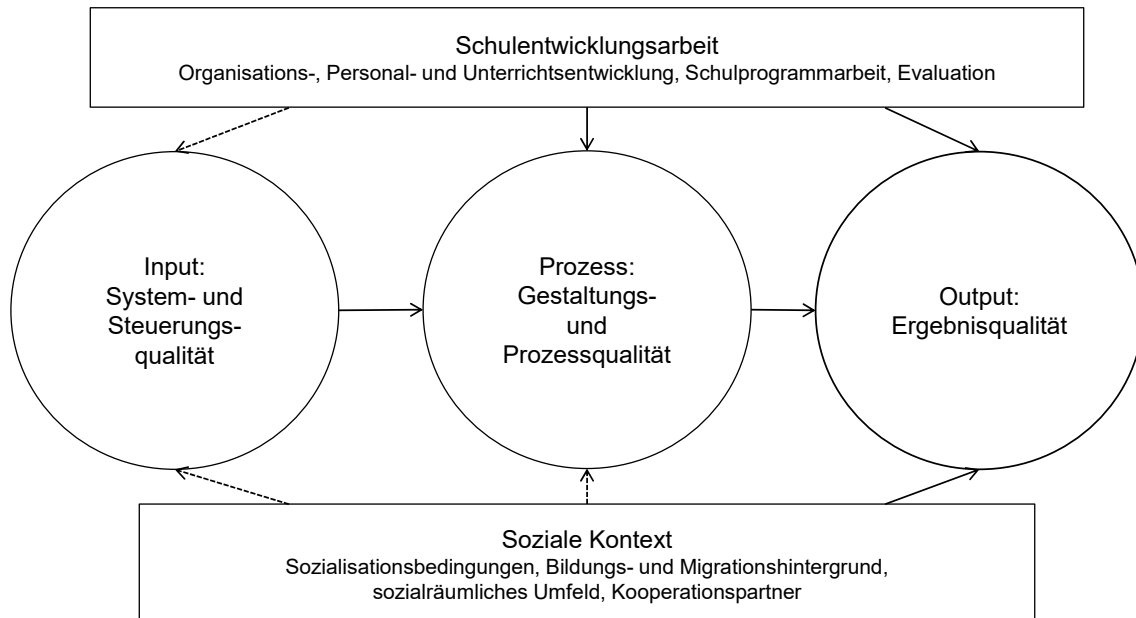 Schulentwicklungsarbeit
Organisations-, Personal- und Unterrichtsentwicklung, Schulprogrammarbeit, Evaluation
Input:
System- und
Steuerungs-
qualität
Prozess:
Gestaltungs-
und
Prozessqualität
Output:
Ergebnisqualität
Soziale Kontext
Sozialisationsbedingungen, Bildungs- und Migrationshintergrund,
sozialräumliches Umfeld, Kooperationspartner